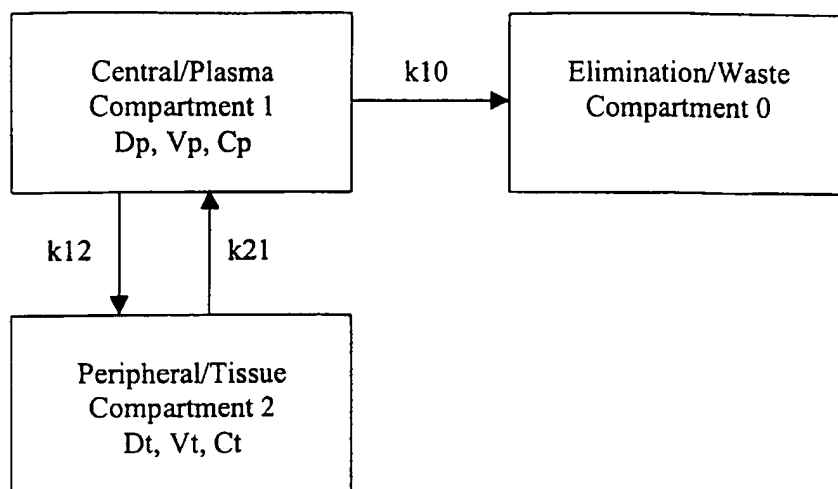 Central/Plasma
Compartment 1
Dp, Vp, Cp
k10
Elimination/Waste
Compartment 0
k12
k21
Peripheral/Tissue
Compartment 2
Dt, Vt, Ct